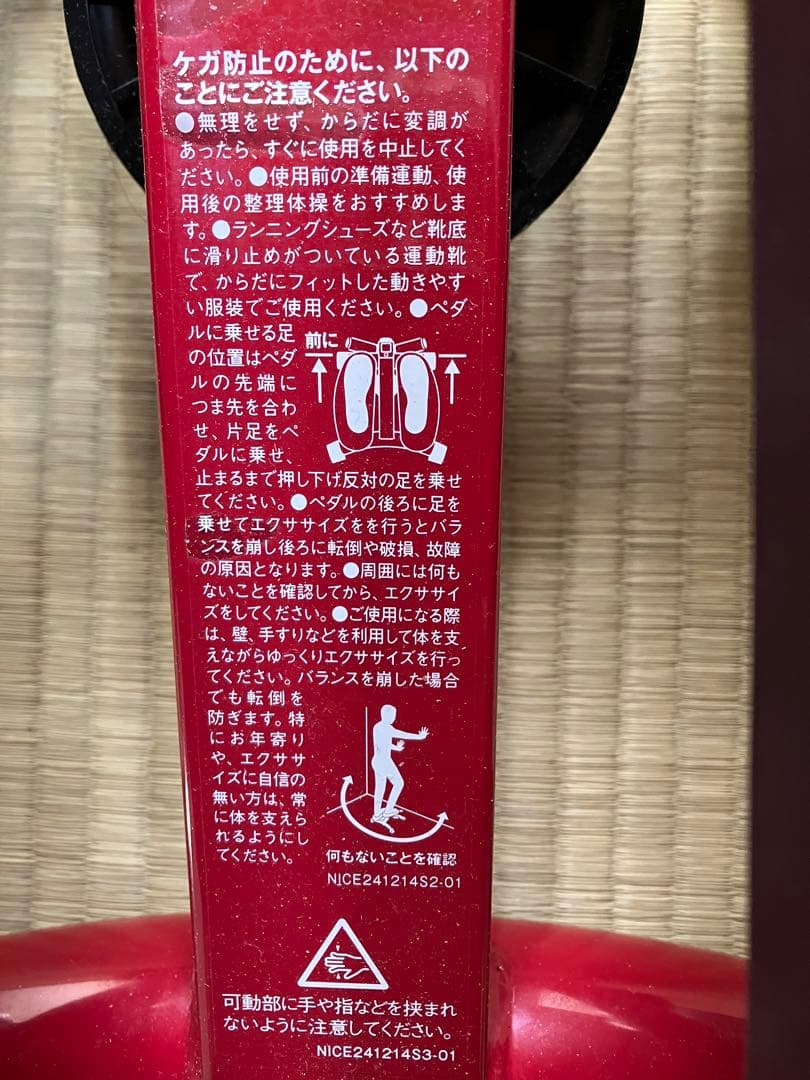 ケガ防止のために、以下の
ことにご注意ください。
●無理をせず、からだに変調が
あったら、すぐに使用を中止してく
ださい。●使用前の準備運動、使
用後の整理体操をおすすめしま
す。●ランニングシューズなど靴底
に滑り止めがついている運動靴
で、からだにフィットした動きやす
い服装でご使用ください。●ペダ
ルに乗せる足
の位置はペダ
ルの先端に
つま先を合わ
せ、片足をペ
ダルに乗せ、
前に
止まるまで押し下げ反対の足を乗せ
てください。●ペダルの後ろに足を
乗せてエクササイズをを行うとバラ
ンスを崩し後ろに転倒や破損、故障
の原因となります。●周囲には何も
ないことを確認してから、エクササイ
ズをしてください。●ご使用になる際
は、壁、手すりなどを利用して体を支
えながらゆっくりエクササイズを行っ
てください。バランスを崩した場合
でも転倒を
防ぎます。特
にお年寄り
や、エクササ
イズに自信の
無い方は、常
に体を支えら
れるようにし
てください。
何もないことを確認
NICE241214S2-01
可動部に手や指などを挟まれ
ないように注意してください。
NICE241214S3-01